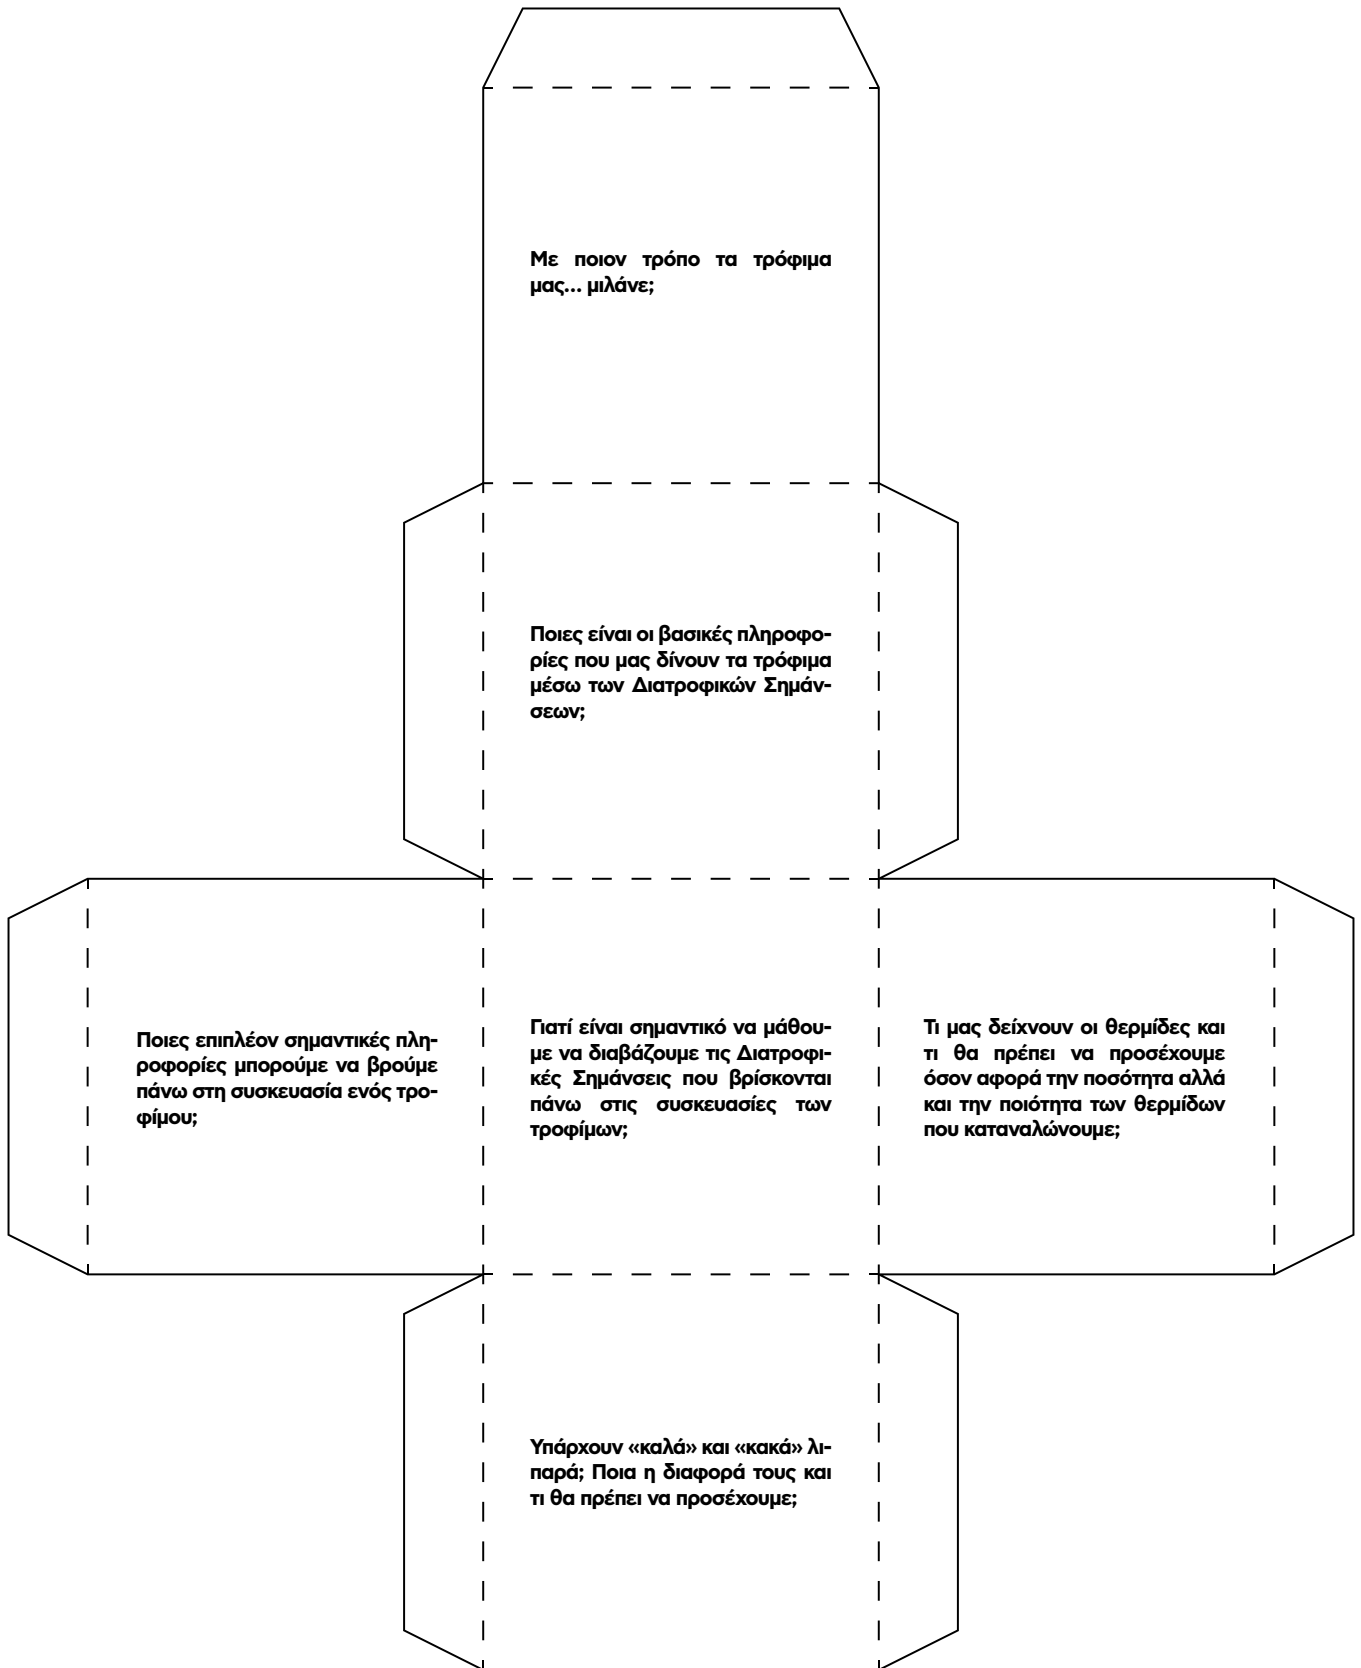 Με ποιον τρόπο τα τρόφιμα
μας... μιλάνε;
Ποιες είναι οι βασικές πληροφο-
ρίες που μας δίνουν τα τρόφιμα
μέσω των Διατροφικών Σημάν-
σεων;
Ποιες επιπλέον σημαντικές πλη-
ροφορίες μπορούμε να βρούμε
πάνω στη συσκευασία ενός τρο-
φίμου;
Γιατί είναι σημαντικό να μάθου-
με να διαβάζουμε τις Διατροφι-
κές Σημάνσεις που βρίσκονται
πάνω στις συσκευασίες των
τροφίμων;
Τι μας δείχνουν οι θερμίδες και
τι θα πρέπει να προσέχουμε
όσον αφορά την ποσότητα αλλά
και την ποιότητα των θερμίδων
που καταναλώνουμε;
Υπάρχουν «καλά» και «κακά» λι-
παρά; Ποια η διαφορά τους και
τι θα πρέπει να προσέχουμε;